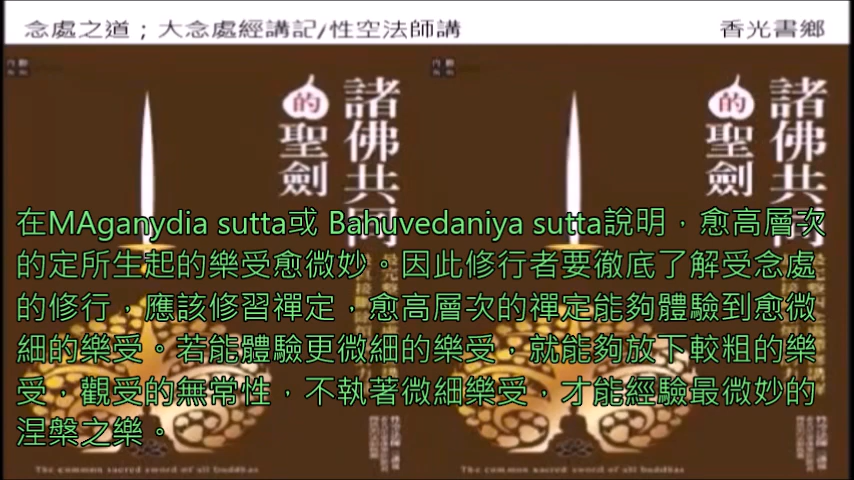 念處之道；大念處經講記/性空法師講
香光書鄉
諸佛共同
的聖劍
諸佛共同
的聖劍
在MAganydia sutta或 Bahuvedaniya sutta說明，愈高層次
的定所生起的樂受愈微妙。因此修行者要徹底了解受念處
的修行，應該修習禪定，愈高層次的禪定能夠體驗到愈微
細的樂受。若能體驗更微細的樂受，就能夠放下較粗的樂
受，觀受的無常性，不執著微細樂受，才能經驗最微妙的
涅槃之樂。
The common sacred sword of all buddhas
The common sacred sword of all buddhas